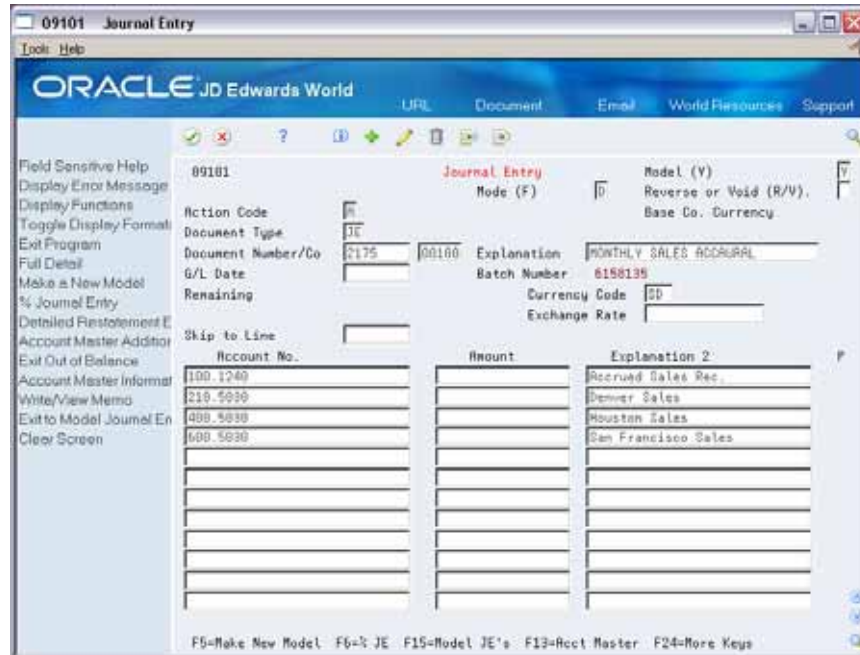 09101 Journal Entry
Tools Help
ORACLE JD Edwards World
URL Document Email World Resources Support
Field Sensitive Help
Display Error Message
Display Functions
Toggle Display Formats
Exit Program
Full Detail
Make a New Model
% Journal Entry
Detailed Restatement E
Account Master Addition
Exit Out of Balance
Account Master Informat
Write/View Memo
Exit to Model Journal En
Clear Screen
09101 Journal Entry Model (Y) Y
Mode (F) D Reverse or Void (R/V).
Action Code Base Co. Currency
Document Type JE
Document Number/Co 2175 00100 Explanation MONTHLY SALES ACCRURAL
G/L Date Batch Number 6158135
Remaining Currency Code
Exchange Rate
Skip to Line
Account No. Amount Explanation 2 P
100.1240 Accrued Sales Rec.
210.5030 Denver Sales
400.5030 Houston Sales
600.5030 San Francisco Sales
F5=Make New Model F6=% JE F15=Model JE's F13=Acct Master F24=More Keys